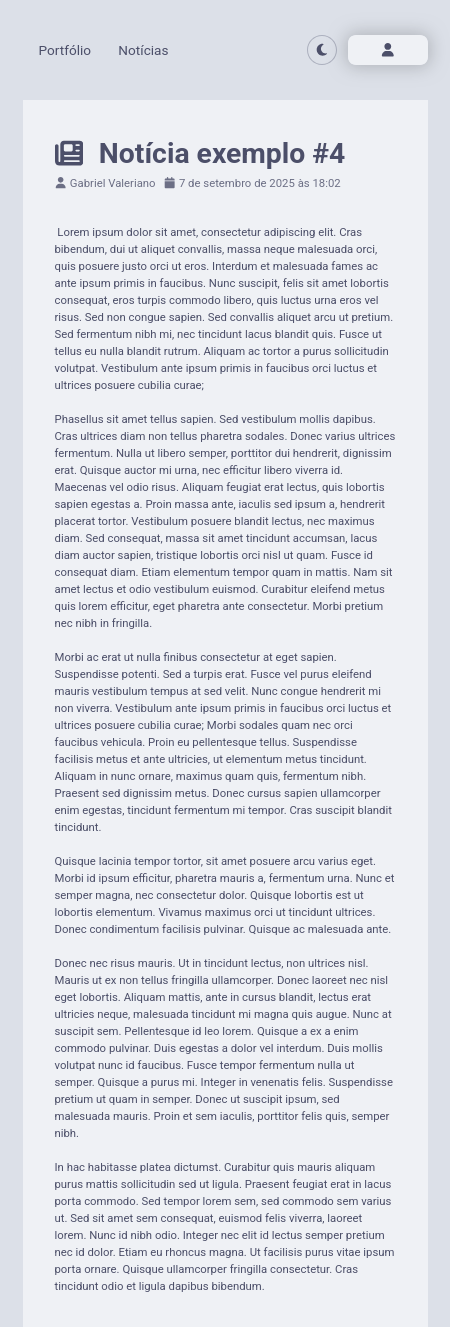 Portfólio Notícias
Notícia exemplo #4
Gabriel Valeriano 7 de setembro de 2025 às 18:02
Lorem ipsum dolor sit amet, consectetur adipiscing elit. Cras
bibendum, dui ut aliquet convallis, massa neque malesuada orci,
quis posuere justo orci ut eros. Interdum et malesuada fames ac
ante ipsum primis in faucibus. Nunc suscipit, felis sit amet lobortis
consequat, eros turpis commodo libero, quis luctus urna eros vel
risus. Sed non congue sapien. Sed convallis aliquet arcu ut pretium.
Sed fermentum nibh mi, nec tincidunt lacus blandit quis. Fusce ut
tellus eu nulla blandit rutrum. Aliquam ac tortor a purus sollicitudin
volutpat. Vestibulum ante ipsum primis in faucibus orci luctus et
ultrices posuere cubilia curae;
Phasellus sit amet tellus sapien. Sed vestibulum mollis dapibus.
Cras ultrices diam non tellus pharetra sodales. Donec varius ultrices
fermentum. Nulla ut libero semper, porttitor dui hendrerit, dignissim
erat. Quisque auctor mi urna, nec efficitur libero viverra id.
Maecenas vel odio risus. Aliquam feugiat erat lectus, quis lobortis
sapien egestas a. Proin massa ante, iaculis sed ipsum a, hendrerit
placerat tortor. Vestibulum posuere blandit lectus, nec maximus
diam. Sed consequat, massa sit amet tincidunt accumsan, lacus
diam auctor sapien, tristique lobortis orci nisl ut quam. Fusce id
consequat diam. Etiam elementum tempor quam in mattis. Nam sit
amet lectus et odio vestibulum euismod. Curabitur eleifend metus
quis lorem efficitur, eget pharetra ante consectetur. Morbi pretium
nec nibh in fringilla.
Morbi ac erat ut nulla finibus consectetur at eget sapien.
Suspendisse potenti. Sed a turpis erat. Fusce vel purus eleifend
mauris vestibulum tempus at sed velit. Nunc congue hendrerit mi
non viverra. Vestibulum ante ipsum primis in faucibus orci luctus et
ultrices posuere cubilia curae; Morbi sodales quam nec orci
faucibus vehicula. Proin eu pellentesque tellus. Suspendisse
facilisis metus et ante ultricies, ut elementum metus tincidunt.
Aliquam in nunc ornare, maximus quam quis, fermentum nibh.
Praesent sed dignissim metus. Donec cursus sapien ullamcorper
enim egestas, tincidunt fermentum mi tempor. Cras suscipit blandit
tincidunt.
Quisque lacinia tempor tortor, sit amet posuere arcu varius eget.
Morbi id ipsum efficitur, pharetra mauris a, fermentum urna. Nunc et
semper magna, nec consectetur dolor. Quisque lobortis est ut
lobortis elementum. Vivamus maximus orci ut tincidunt ultrices.
Donec condimentum facilisis pulvinar. Quisque ac malesuada ante.
Donec nec risus mauris. Ut in tincidunt lectus, non ultrices nisl.
Mauris ut ex non tellus fringilla ullamcorper. Donec laoreet nec nisl
eget lobortis. Aliquam mattis, ante in cursus blandit, lectus erat
ultricies neque, malesuada tincidunt mi magna quis augue. Nunc at
suscipit sem. Pellentesque id leo lorem. Quisque a ex a enim
commodo pulvinar. Duis egestas a dolor vel interdum. Duis mollis
volutpat nunc id faucibus. Fusce tempor fermentum nulla ut
semper. Quisque a purus mi. Integer in venenatis felis. Suspendisse
pretium ut quam in semper. Donec ut suscipit ipsum, sed
malesuada mauris. Proin et sem iaculis, porttitor felis quis, semper
nibh.
In hac habitasse platea dictumst. Curabitur quis mauris aliquam
purus mattis sollicitudin sed ut ligula. Praesent feugiat erat in lacus
porta commodo. Sed tempor lorem sem, sed commodo sem varius
ut. Sed sit amet sem consequat, euismod felis viverra, laoreet
lorem. Nunc id nibh odio. Integer nec elit id lectus semper pretium
nec id dolor. Etiam eu rhoncus magna. Ut facilisis purus vitae ipsum
porta ornare. Quisque ullamcorper fringilla consectetur. Cras
tincidunt odio et ligula dapibus bibendum.